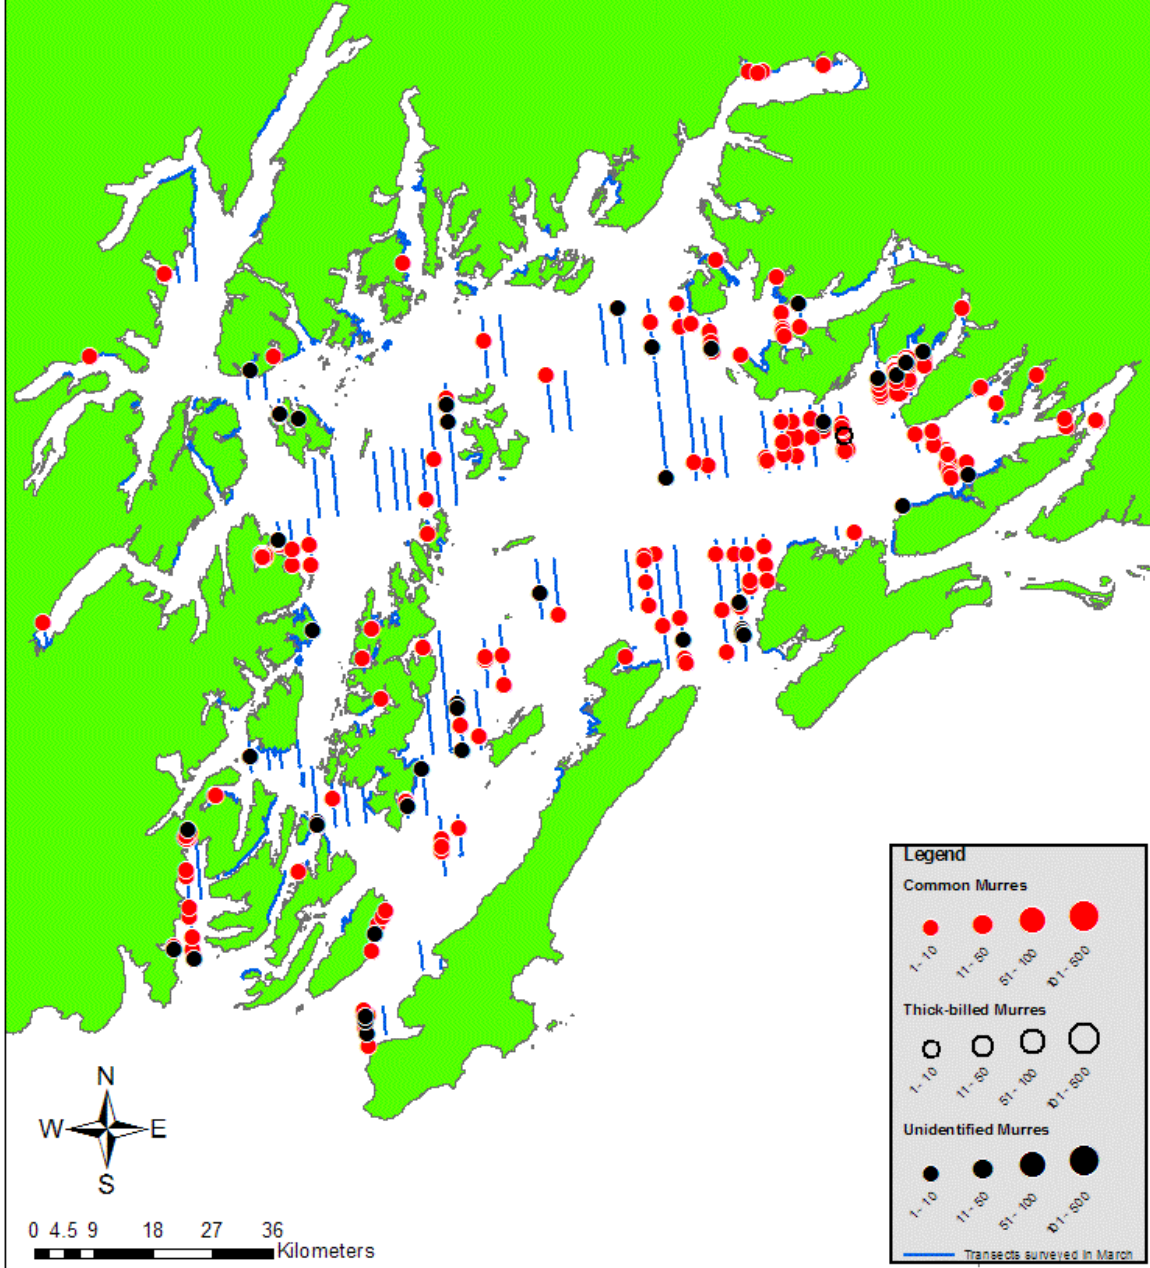 Legend
Common Murres
1 - 10 11 - 50 51 - 100 101 - 500
Thick-billed Murres
1 - 10 11 - 50 51 - 100 101 - 500
Unidentified Murres
1 - 10 11 - 50 51 - 100 101 - 500
Transects surveyed in March
N
W E
S
0 4.5 9 18 27 36
Kilometers